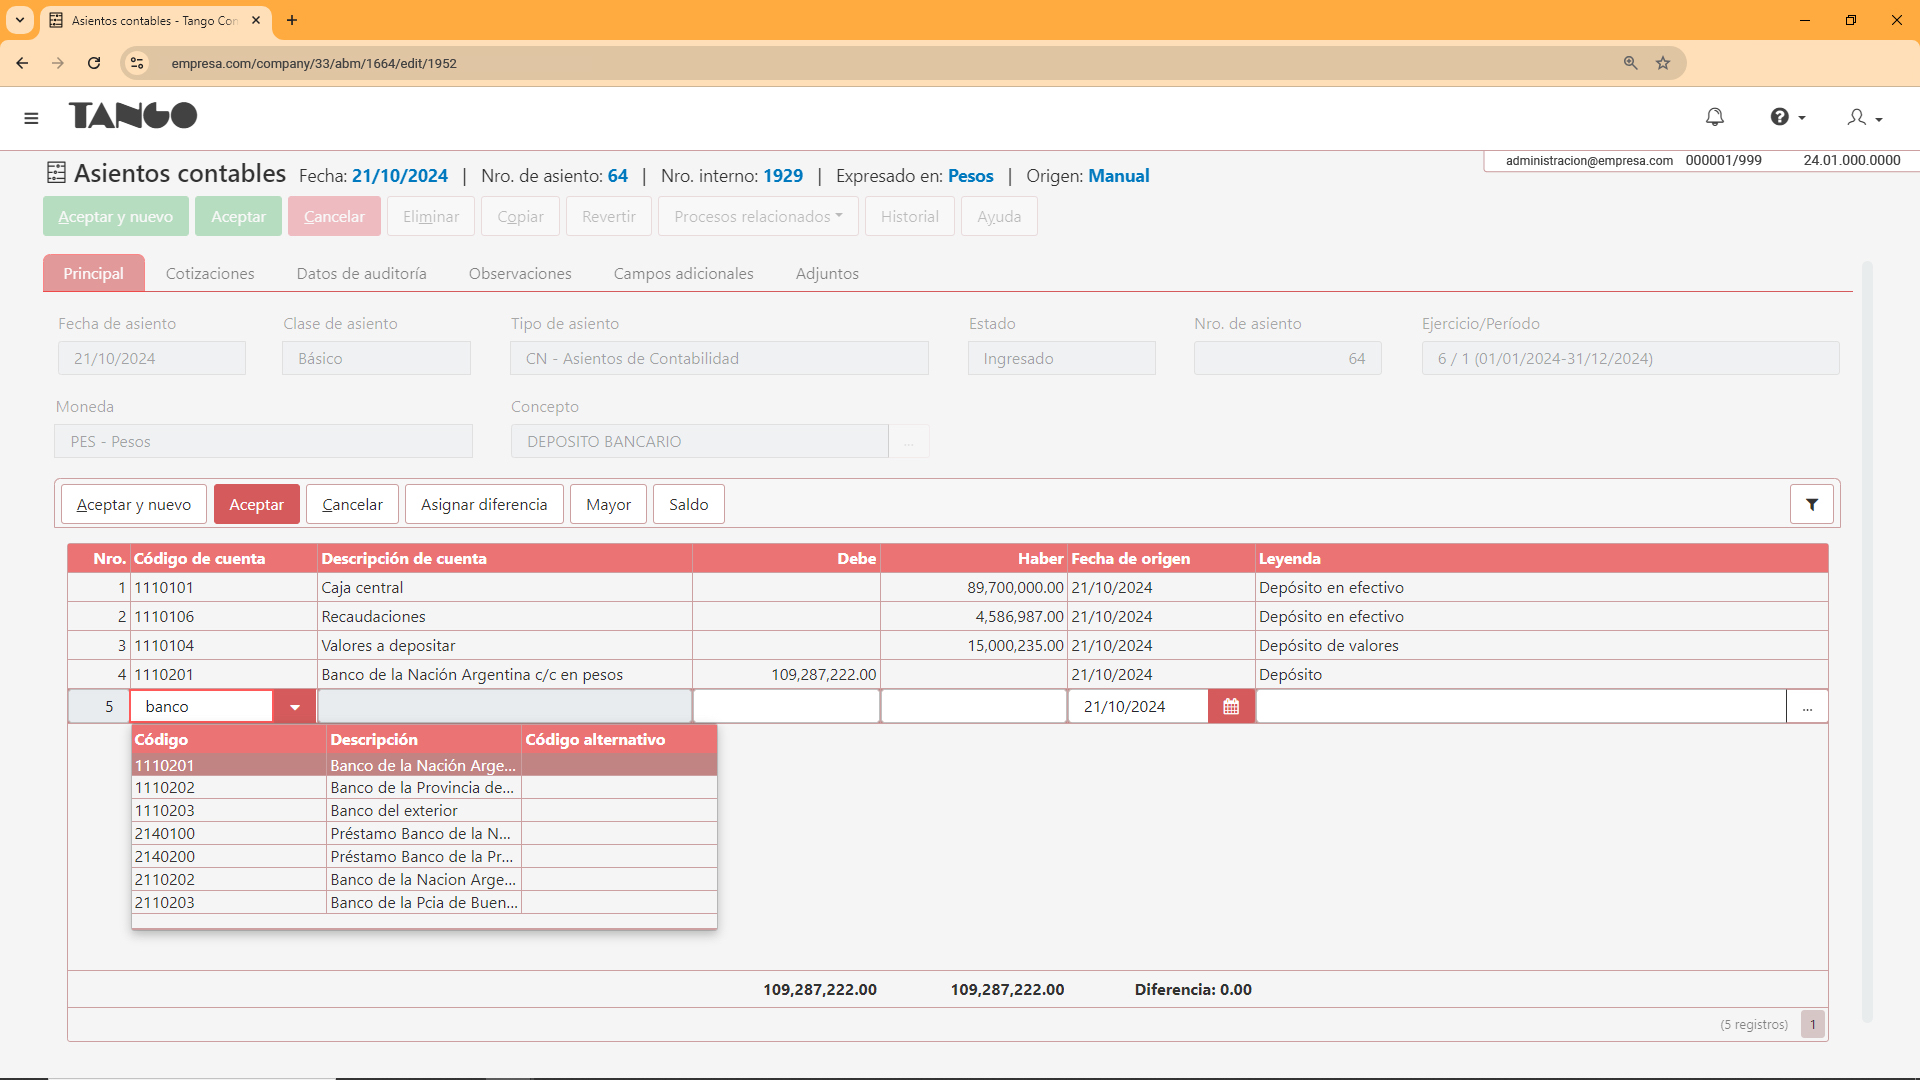 Asientos contables - Tango Con
empresa.com/company/33/abm/1664/edit/1952
TANGO
administracion@empresa.com 000001/999 24.01.000.0000
Asientos contables Fecha: 21/10/2024 | Nro. de asiento: 64 | Nro. interno: 1929 | Expresado en: Pesos | Origen: Manual
Aceptar y nuevo Aceptar Cancelar Eliminar Copiar Revertir Procesos relacionados Historial Ayuda
Principal Cotizaciones Datos de auditoría Observaciones Campos adicionales Adjuntos
Fecha de asiento Clase de asiento Tipo de asiento Estado Nro. de asiento Ejercicio/Período
21/10/2024 Básico CN - Asientos de Contabilidad Ingresado 64 6 / 1 (01/01/2024-31/12/2024)
Moneda Concepto
PES - Pesos DEPOSITO BANCARIO ...
Aceptar y nuevo Aceptar Cancelar Asignar diferencia Mayor Saldo
Nro. Código de cuenta Descripción de cuenta Debe Haber Fecha de origen Leyenda
1 1110101 Caja central 89,700,000.00 21/10/2024 Depósito en efectivo
2 1110106 Recaudaciones 4,586,987.00 21/10/2024 Depósito en efectivo
3 1110104 Valores a depositar 15,000,235.00 21/10/2024 Depósito de valores
4 1110201 Banco de la Nación Argentina c/c en pesos 109,287,222.00 21/10/2024 Depósito
5 banco 21/10/2024 ...
Código Descripción Código alternativo
1110201 Banco de la Nación Arge...
1110202 Banco de la Provincia de...
1110203 Banco del exterior
2140100 Préstamo Banco de la N...
2140200 Préstamo Banco de la Pr...
2110202 Banco de la Nacion Arge...
2110203 Banco de la Pcia de Buen...
109,287,222.00 109,287,222.00 Diferencia: 0.00
(5 registros) 1